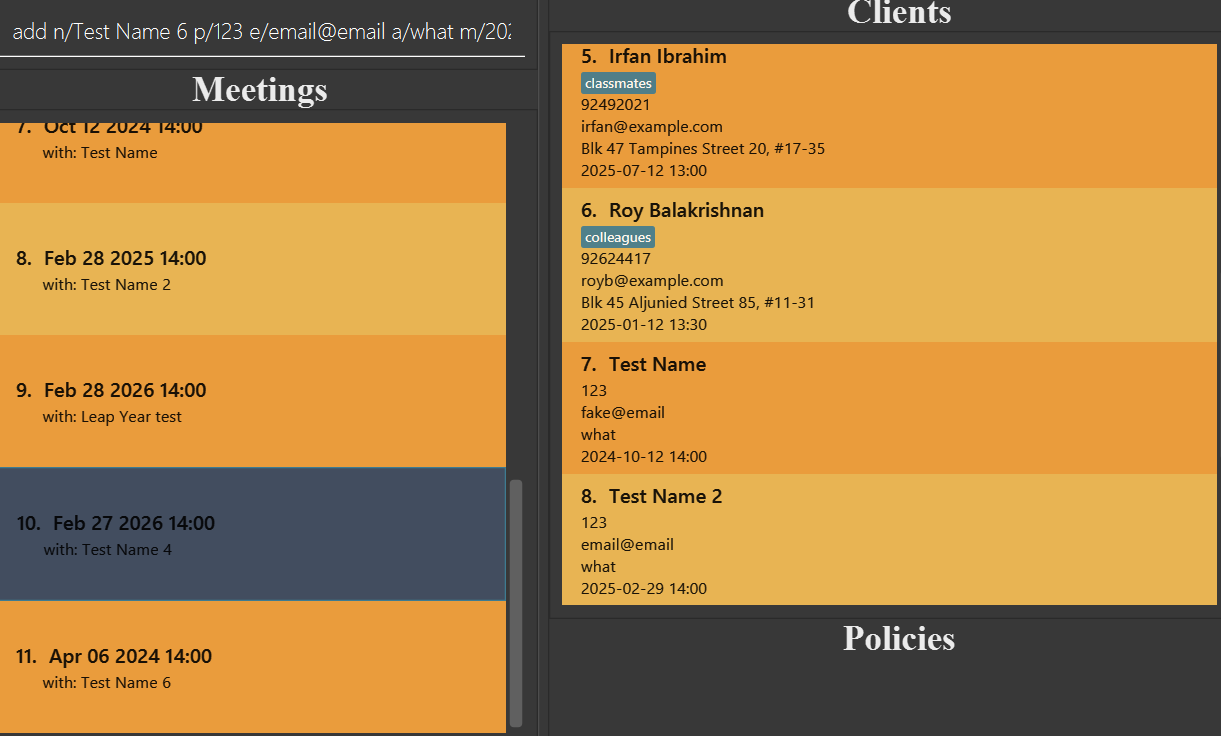 add n/Test Name 6 p/123 e/email@email a/what m/202
Meetings
7. Oct 12 2024 14:00
with: Test Name
8. Feb 28 2025 14:00
with: Test Name 2
9. Feb 28 2026 14:00
with: Leap Year test
10. Feb 27 2026 14:00
with: Test Name 4
11. Apr 06 2024 14:00
with: Test Name 6
Clients
5. Irfan Ibrahim
classmates
92492021
irfan@example.com
Blk 47 Tampines Street 20, #17-35
2025-07-12 13:00
6. Roy Balakrishnan
colleagues
92624417
royb@example.com
Blk 45 Aljunied Street 85, #11-31
2025-01-12 13:30
7. Test Name
123
fake@email
what
2024-10-12 14:00
8. Test Name 2
123
email@email
what
2025-02-29 14:00
Policies